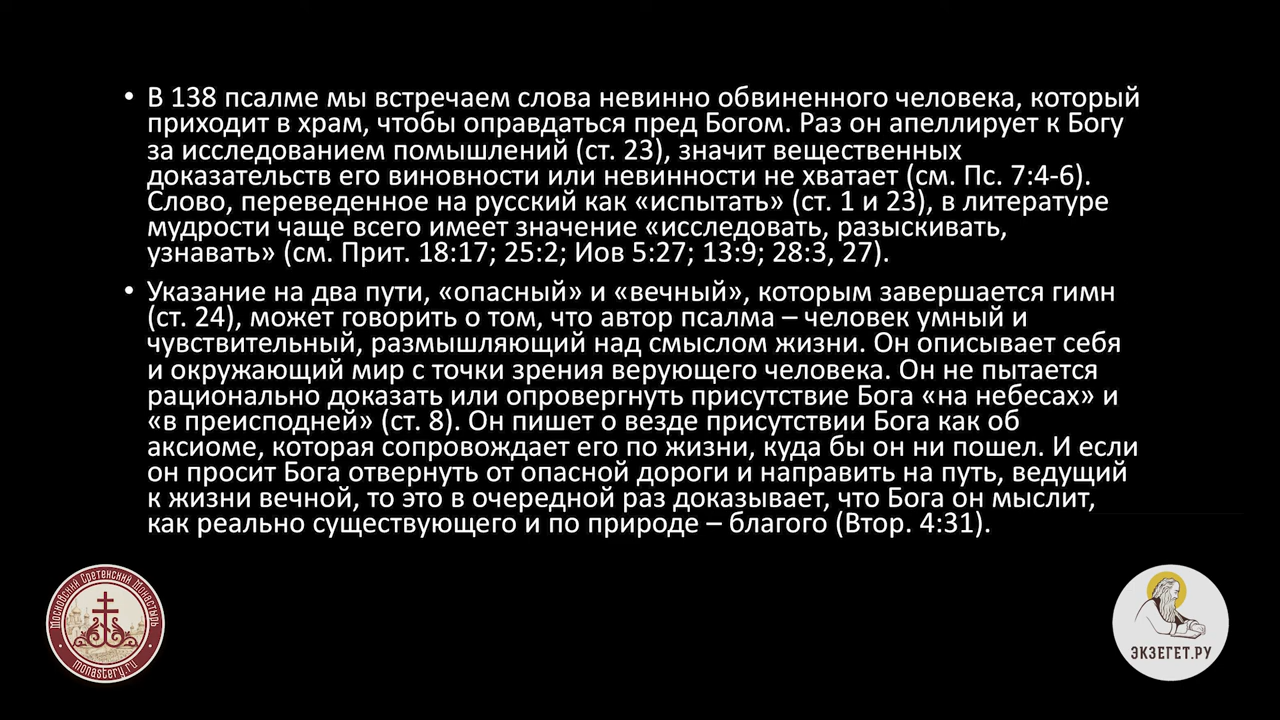 • В 138 псалме мы встречаем слова невинно обвиненного человека, который
приходит в храм, чтобы оправдаться пред Богом. Раз он апеллирует к Богу
за исследованием помышлений (ст. 23), значит вещественных
доказательств его виновности или невинности не хватает (см. Пс. 7:4-6).
Слово, переведенное на русский как «испытать» (ст. 1 и 23), в литературе
мудрости чаще всего имеет значение «исследовать, разыскивать,
узнавать» (см. Прит. 18:17; 25:2; Иов 5:27; 13:9; 28:3, 27).
• Указание на два пути, «опасный» и «вечный», которым завершается гимн
(ст. 24), может говорить о том, что автор псалма – человек умный и
чувствительный, размышляющий над смыслом жизни. Он описывает себя
и окружающий мир с точки зрения верующего человека. Он не пытается
рационально доказать или опровергнуть присутствие Бога «на небесах» и
«в преисподней» (ст. 8). Он пишет о везде присутствии Бога как об
аксиоме, которая сопровождает его по жизни, куда бы он ни пошел. И если
он просит Бога отвернуть от опасной дороги и направить на путь, ведущий
к жизни вечной, то это в очередной раз доказывает, что Бога он мыслит,
как реально существующего и по природе – благого (Втор. 4:31).
Московский Сретенский Монастырь
monastery.ru
ЭКЗЕГЕТ.РУ